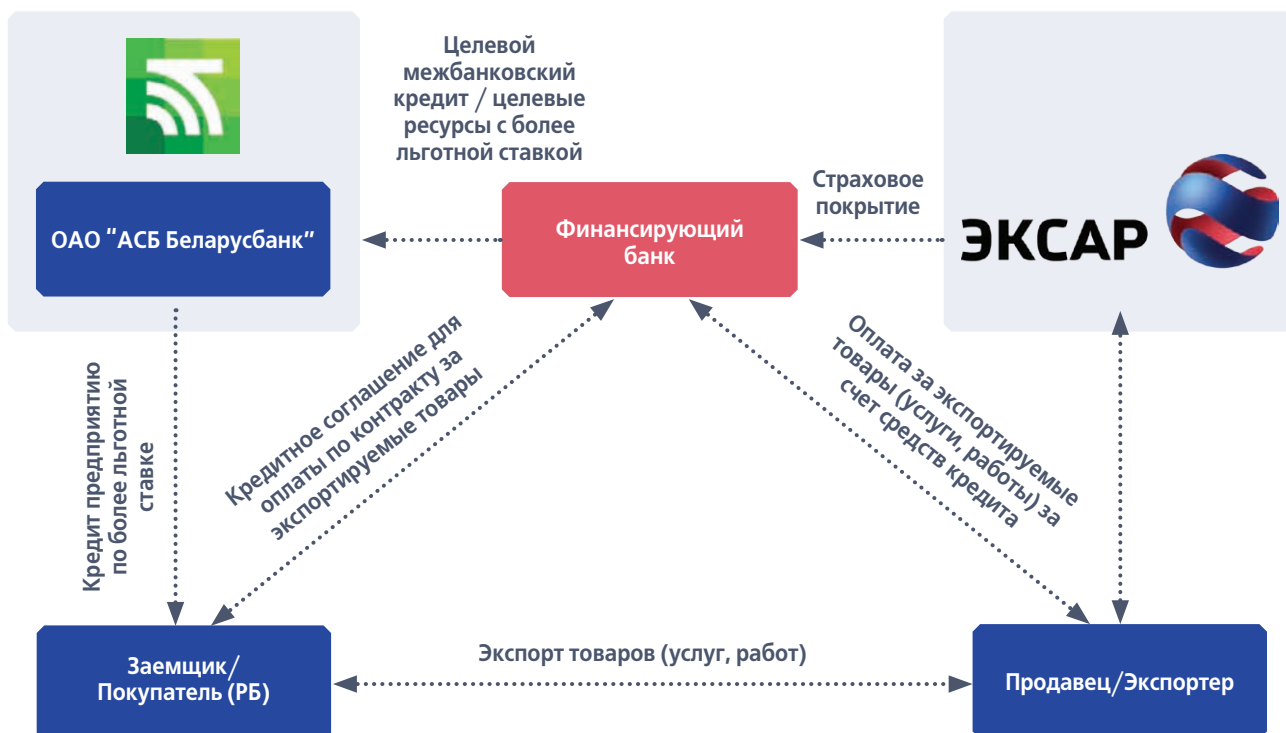 Целевой
межбанковский
кредит / целевые
ресурсы с более
льготной ставкой
ОАО "АСБ Беларусбанк"
Финансирующий
банк
Страховое
покрытие
ЭКСАР
Кредит предприятию
по более льготной
ставке
Кредитное соглашение для
оплаты по контракту за
экспортируемые товары
Оплата за экспортируемые
товары (услуги, работы) за
счет средств кредита
Заемщик/
Покупатель (РБ)
Экспорт товаров (услуг, работ)
Продавец/Экспортер